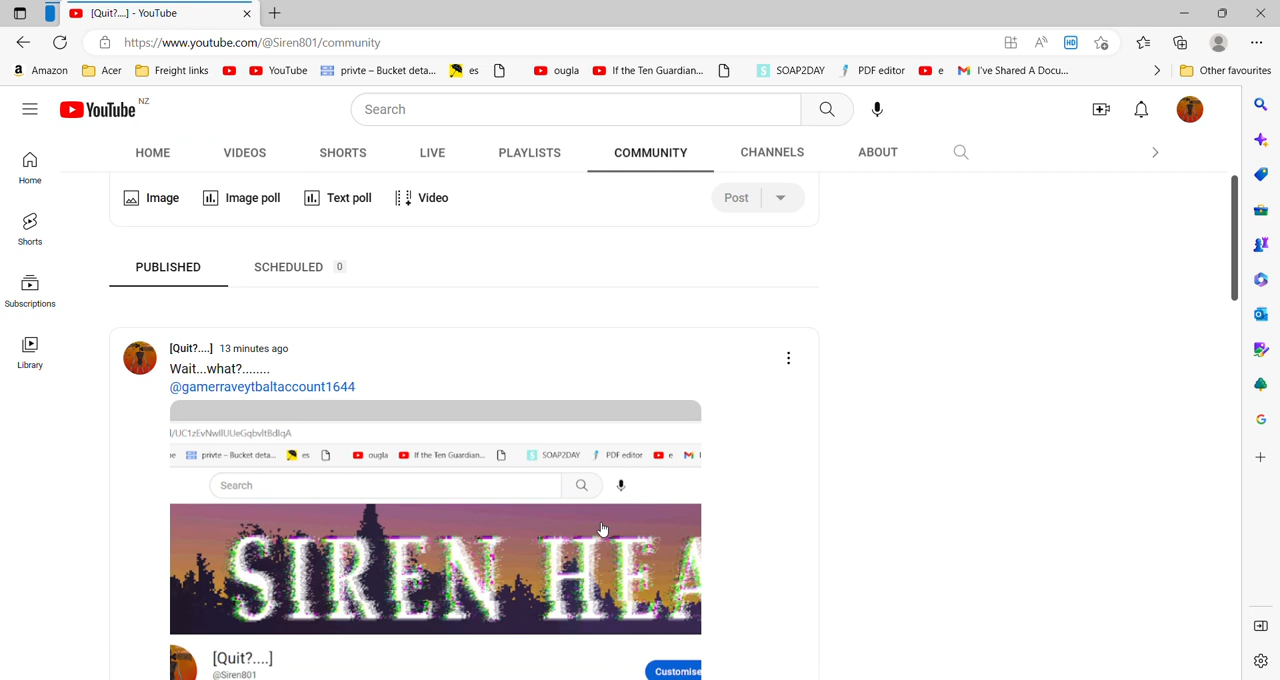 [Quit?....] - YouTube
https://www.youtube.com/@Siren801/community
HD
Amazon Acer Freight links YouTube privte – Bucket deta... es ougla If the Ten Guardian... SOAP2DAY PDF editor e I've Shared A Docu... Other favourites
YouTube NZ
Search
HOME VIDEOS SHORTS LIVE PLAYLISTS COMMUNITY CHANNELS ABOUT
Home
Shorts
Subscriptions
Library
Image Image poll Text poll Video Post
PUBLISHED SCHEDULED 0
[Quit?....] 13 minutes ago
Wait...what?........
@gamerraveytbaltaccount1644
privte – Bucket deta... es ougla If the Ten Guardian... SOAP2DAY PDF editor e
Search
SIREN HEA
[Quit?....]
@Siren801
Customise